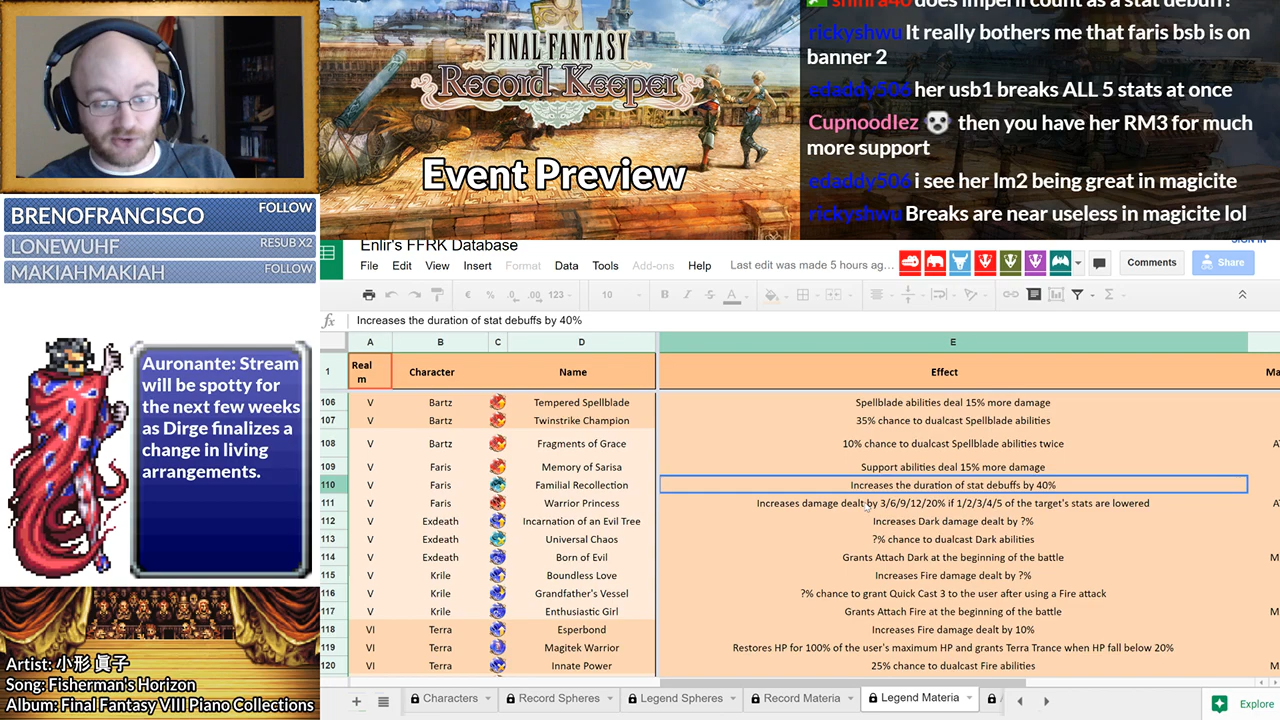 BRENOFRANCISCO FOLLOW
LONEWUHF RESUB X2
MAKIAHMAKIAH FOLLOW
Auronante: Stream
will be spotty for
the next few weeks
as Dirge finalizes a
change in living
arrangements.
Artist: 小形 眞子
Song: Fisherman's Horizon
Album: Final Fantasy VIII Piano Collections
FINAL FANTASY
Record Keeper
Event Preview
shinra40 does imperil count as a stat debuff?
rickyshwu It really bothers me that faris bsb is on
banner 2
edaddy506 her usb1 breaks ALL 5 stats at once
Cupnoodlez then you have her RM3 for much
more support
edaddy506 i see her lm2 being great in magicite
rickyshwu Breaks are near useless in magicite lol
Enlir's FFRK Database
SIGN IN
File Edit View Insert Format Data Tools Add-ons Help Last edit was made 5 hours ag... Comments Share
€ % .0 .00 123 10 B I S A Σ
fx Increases the duration of stat debuffs by 40%
A B C D E
1 Real
m Character Name Effect Ma
106 V Bartz Tempered Spellblade Spellblade abilities deal 15% more damage
107 V Bartz Twinstrike Champion 35% chance to dualcast Spellblade abilities
108 V Bartz Fragments of Grace 10% chance to dualcast Spellblade abilities twice A
109 V Faris Memory of Sarisa Support abilities deal 15% more damage
110 V Faris Familial Recollection Increases the duration of stat debuffs by 40%
111 V Faris Warrior Princess Increases damage dealt by 3/6/9/12/20% if 1/2/3/4/5 of the target's stats are lowered A
112 V Exdeath Incarnation of an Evil Tree Increases Dark damage dealt by ?%
113 V Exdeath Universal Chaos ?% chance to dualcast Dark abilities
114 V Exdeath Born of Evil Grants Attach Dark at the beginning of the battle M
115 V Krile Boundless Love Increases Fire damage dealt by ?%
116 V Krile Grandfather's Vessel ?% chance to grant Quick Cast 3 to the user after using a Fire attack
117 V Krile Enthusiastic Girl Grants Attach Fire at the beginning of the battle M
118 VI Terra Esperbond Increases Fire damage dealt by 10%
119 VI Terra Magitek Warrior Restores HP for 100% of the user's maximum HP and grants Terra Trance when HP fall below 20%
120 VI Terra Innate Power 25% chance to dualcast Fire abilities M
Characters Record Spheres Legend Spheres Record Materia Legend Materia Explore